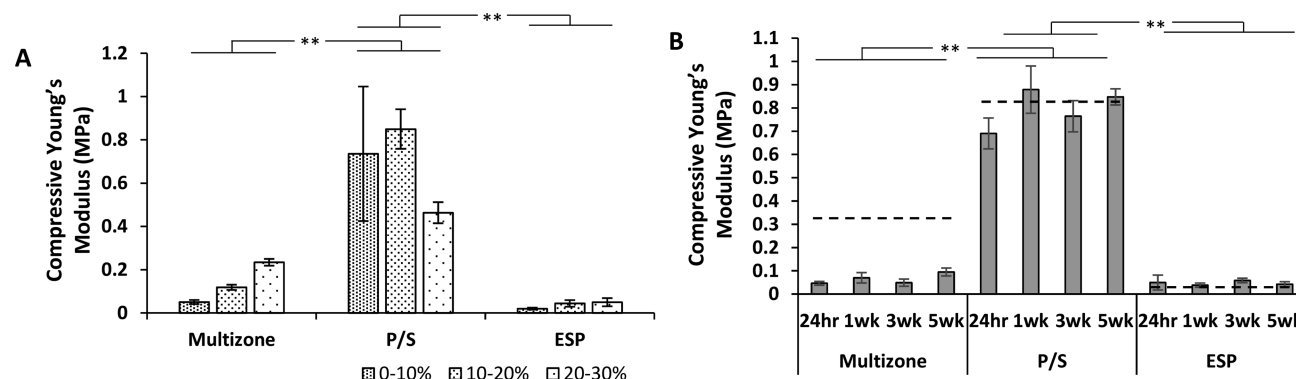 A
Compressive Young's
Modulus (MPa)
**
**
1.2
1
0.8
0.6
0.4
0.2
0
Multizone P/S ESP
0-10% 10-20% 20-30%
B
Compressive Young's
Modulus (MPa)
**
**
1.1
1
0.9
0.8
0.7
0.6
0.5
0.4
0.3
0.2
0.1
0
24hr 1wk 3wk 5wk 24hr 1wk 3wk 5wk 24hr 1wk 3wk 5wk
Multizone P/S ESP